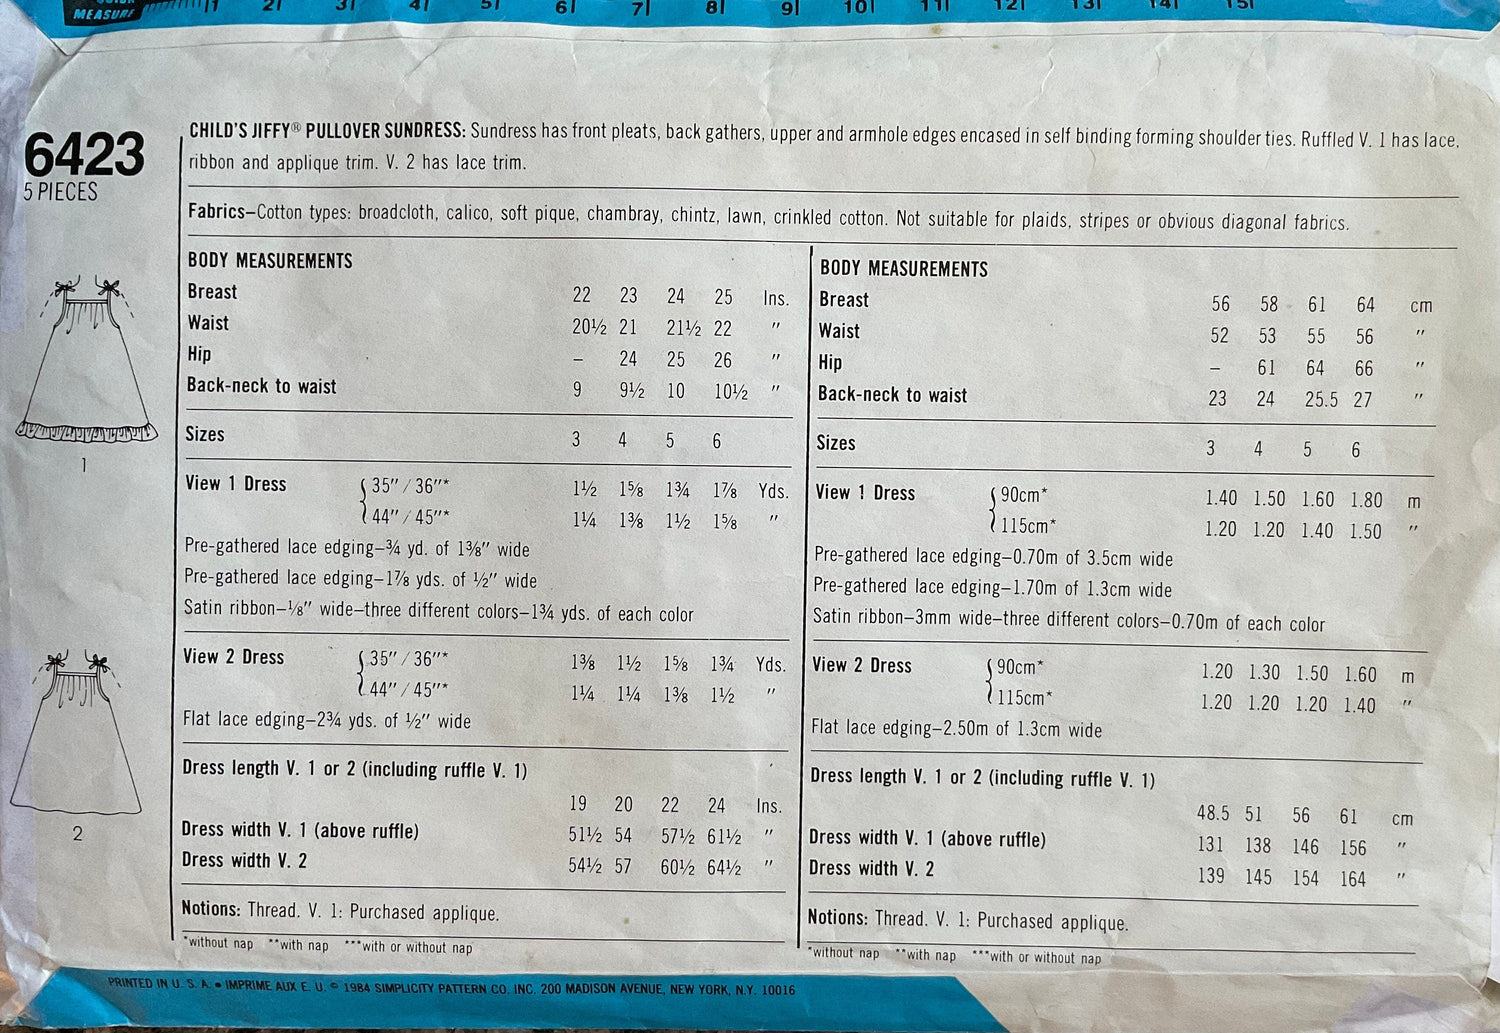 MEASURE 1 2 3 4 5 6 7 8 9 10 11 12 13 14 15
6423
5 PIECES
CHILD'S JIFFY® PULLOVER SUNDRESS: Sundress has front pleats, back gathers, upper and armhole edges encased in self binding forming shoulder ties. Ruffled V. 1 has lace,
ribbon and applique trim. V. 2 has lace trim.
Fabrics—Cotton types: broadcloth, calico, soft pique, chambray, chintz, lawn, crinkled cotton. Not suitable for plaids, stripes or obvious diagonal fabrics.
BODY MEASUREMENTS
Breast 22 23 24 25 Ins.
Waist 20½ 21 21½ 22 "
Hip – 24 25 26 "
Back-neck to waist 9 9½ 10 10½ "
Sizes 3 4 5 6
View 1 Dress 35" / 36"* 1½ 1⅝ 1¾ 1⅞ Yds.
44" / 45"* 1¼ 1⅜ 1½ 1⅝ "
Pre-gathered lace edging—¾ yd. of 1⅜" wide
Pre-gathered lace edging—1⅞ yds. of ½" wide
Satin ribbon—⅛" wide—three different colors—1¾ yds. of each color
View 2 Dress 35" / 36"* 1⅜ 1½ 1⅝ 1¾ Yds.
44" / 45"* 1¼ 1¼ 1⅜ 1½ "
Flat lace edging—2¾ yds. of ½" wide
Dress length V. 1 or 2 (including ruffle V. 1)
19 20 22 24 Ins.
Dress width V. 1 (above ruffle) 51½ 54 57½ 61½ "
Dress width V. 2 54½ 57 60½ 64½ "
Notions: Thread. V. 1: Purchased applique.
*without nap **with nap ***with or without nap
BODY MEASUREMENTS
Breast 56 58 61 64 cm
Waist 52 53 55 56 "
Hip – 61 64 66 "
Back-neck to waist 23 24 25.5 27 "
Sizes 3 4 5 6
View 1 Dress 90cm* 1.40 1.50 1.60 1.80 m
115cm* 1.20 1.20 1.40 1.50 "
Pre-gathered lace edging—0.70m of 3.5cm wide
Pre-gathered lace edging—1.70m of 1.3cm wide
Satin ribbon—3mm wide—three different colors—0.70m of each color
View 2 Dress 90cm* 1.20 1.30 1.50 1.60 m
115cm* 1.20 1.20 1.20 1.40 "
Flat lace edging—2.50m of 1.3cm wide
Dress length V. 1 or 2 (including ruffle V. 1)
48.5 51 56 61 cm
Dress width V. 1 (above ruffle) 131 138 146 156 "
Dress width V. 2 139 145 154 164 "
Notions: Thread. V. 1: Purchased applique.
*without nap **with nap ***with or without nap
1
2
PRINTED IN U. S. A. • IMPRIME AUX E. U. © 1984 SIMPLICITY PATTERN CO. INC. 200 MADISON AVENUE, NEW YORK, N.Y. 10016